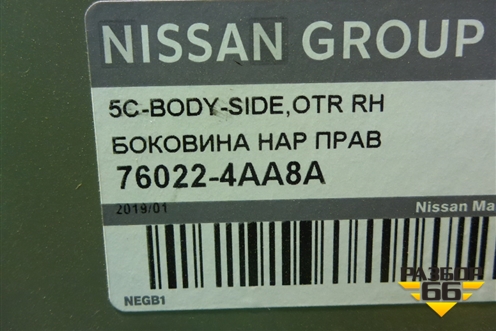 NISSAN GROUP
5C-BODY-SIDE,OTR RH
БОКОВИНА НАР ПРАВ
76022-4AA8A
2019/01
Nissan Ma
NEGB1
РАЗБОР
66